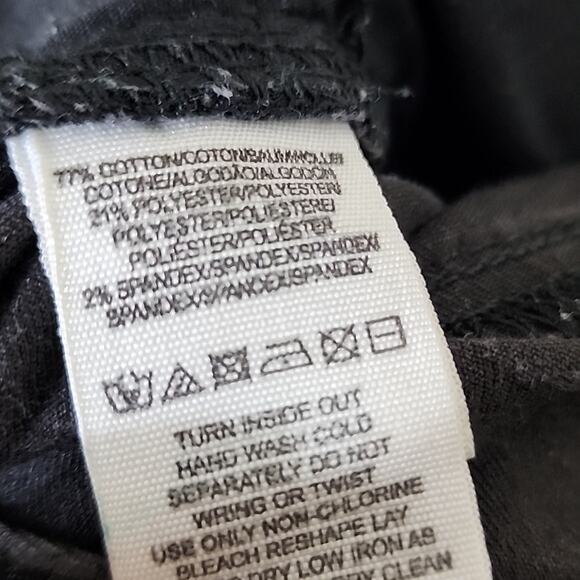 77% COTTON/COTON/BAUMWOLLE/
COTONE/ALGODÃO/ALGODON
21% POLYESTER/POLYESTER/
POLYESTER/POLIESTERE/
POLIÉSTER/POLIÉSTER
2% SPANDEX/SPANDEX/SPANDEX/
SPANDEX/SPANDEX/SPANDEX
TURN INSIDE OUT
HAND WASH COLD
SEPARATELY DO NOT
WRING OR TWIST
USE ONLY NON-CHLORINE
BLEACH RESHAPE LAY
DRY LOW IRON AS
CLEAN